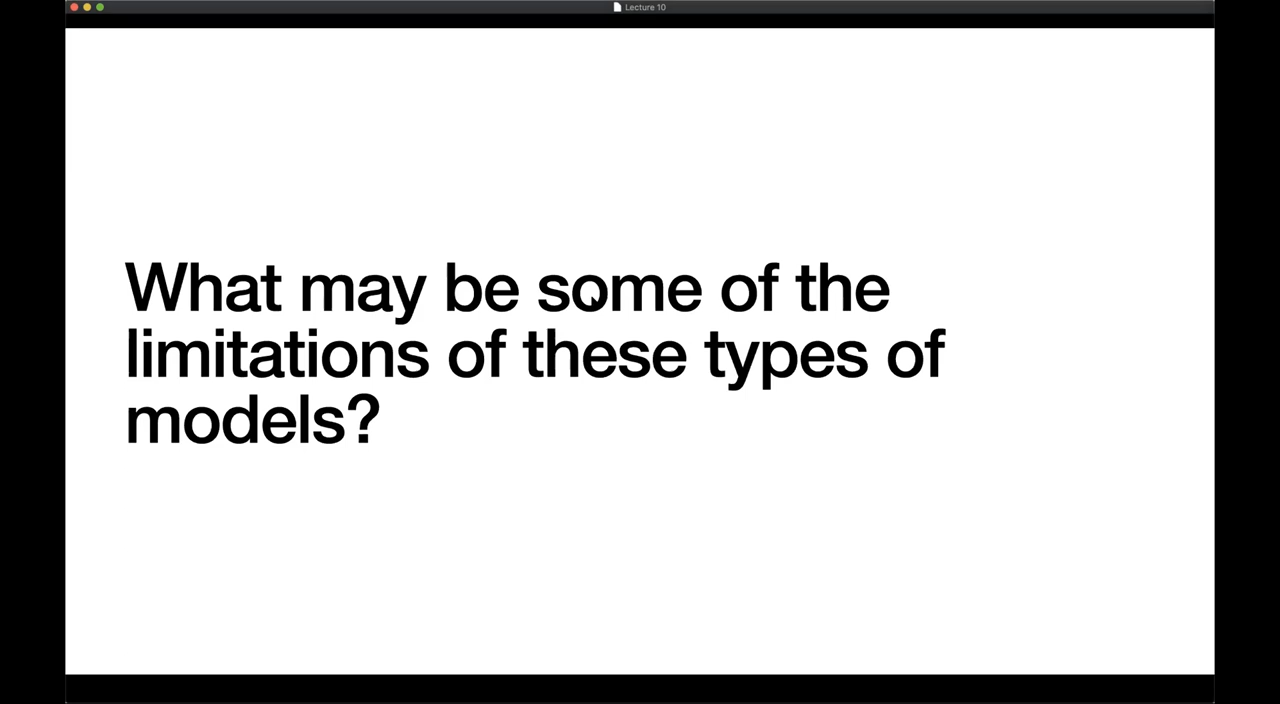 Lecture 10
What may be some of the
limitations of these types of
models?